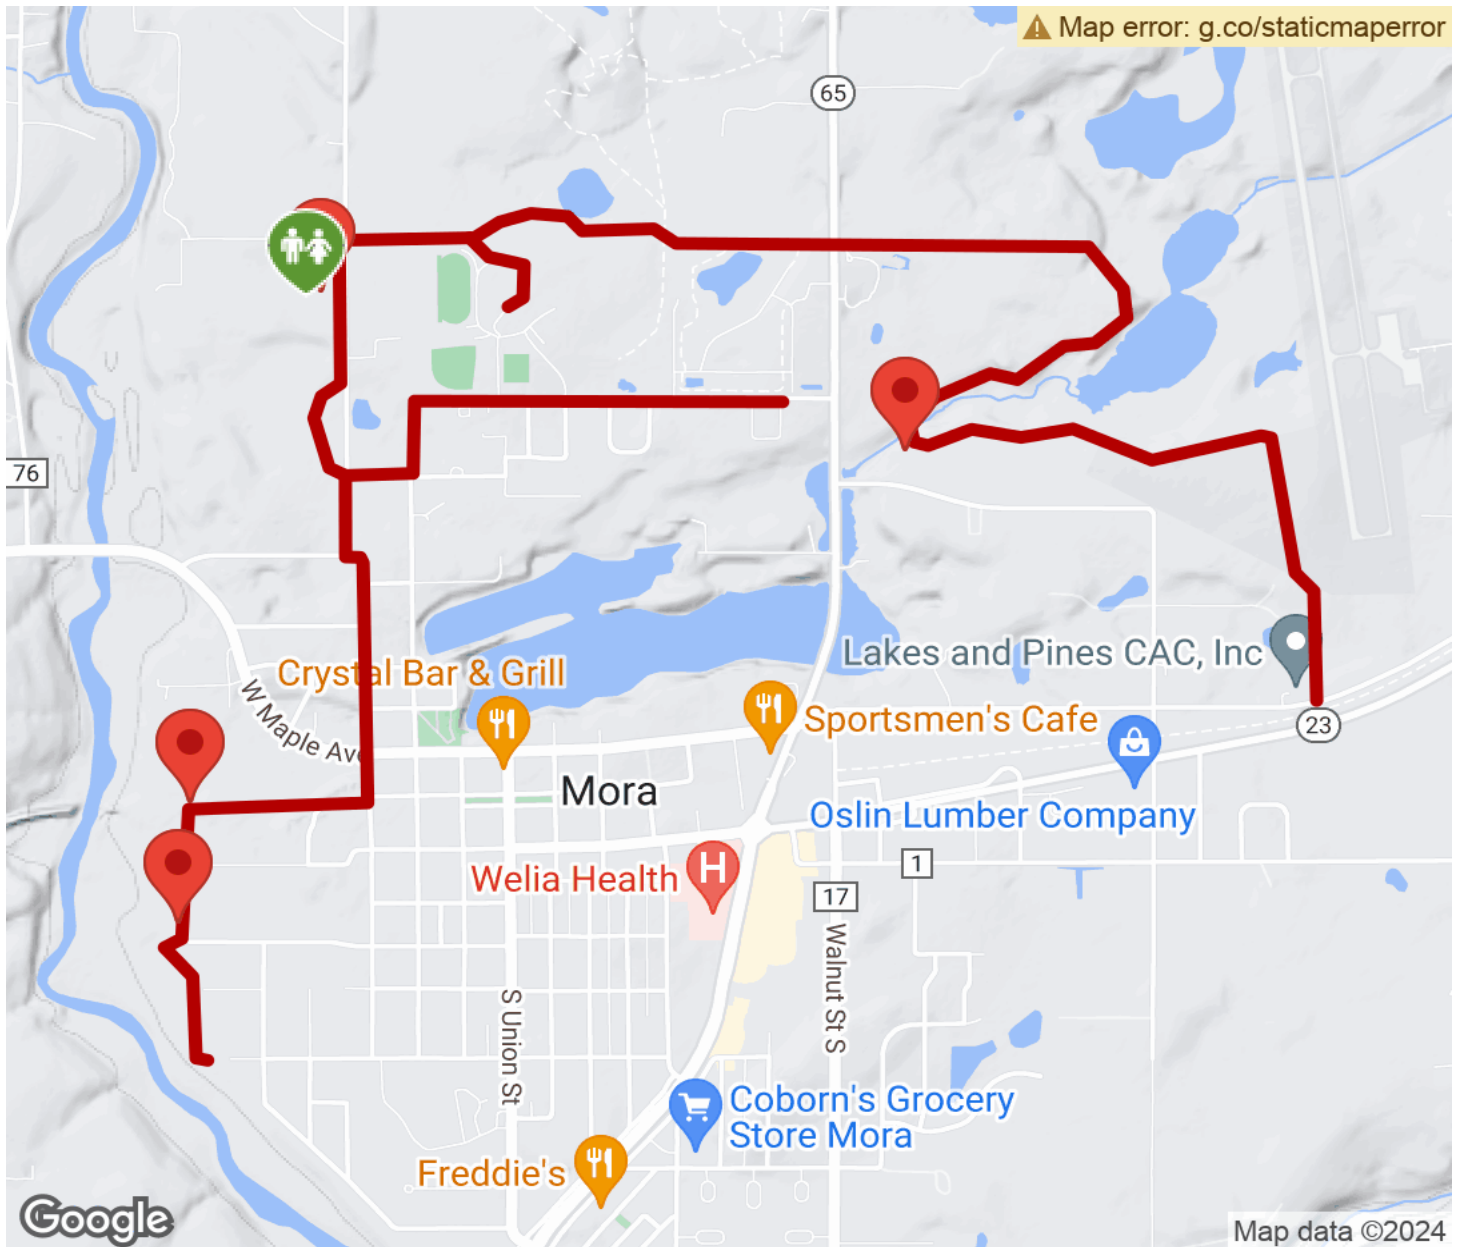 Map error: g.co/staticmaperror
65
76
Crystal Bar & Grill
Lakes and Pines CAC, Inc
W Maple Ave
Sportsmen's Cafe
23
Mora
Oslin Lumber Company
Welia Health
H
1
17
Walnut St S
S Union St
Coborn's Grocery
Store Mora
Freddie's
Google
Map data ©2024